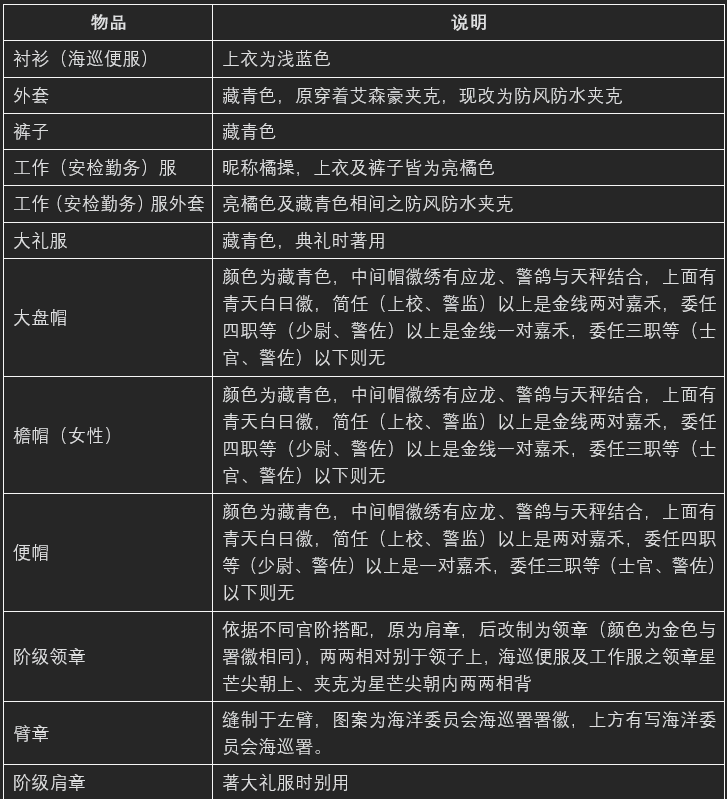 物品 说明
衬衫（海巡便服） 上衣为浅蓝色
外套 藏青色，原穿着艾森豪夹克，现改为防风防水夹克
裤子 藏青色
工作（安检勤务）服 昵称橘操，上衣及裤子皆为亮橘色
工作（安检勤务）服外套 亮橘色及藏青色相间之防风防水夹克
大礼服 藏青色，典礼时著用
大盘帽
颜色为藏青色，中间帽徽绣有应龙、警鸽与天秤结合，上面有
青天白日徽，简任（上校、警监）以上是金线两对嘉禾，委任
四职等（少尉、警佐）以上是金线一对嘉禾，委任三职等（士
官、警佐）以下则无
檐帽（女性）
颜色为藏青色，中间帽徽绣有应龙、警鸽与天秤结合，上面有
青天白日徽，简任（上校、警监）以上是金线两对嘉禾，委任
四职等（少尉、警佐）以上是金线一对嘉禾，委任三职等（士
官、警佐）以下则无
便帽
颜色为藏青色，中间帽徽绣有应龙、警鸽与天秤结合，上面有
青天白日徽，简任（上校、警监）以上是两对嘉禾，委任四职
等（少尉、警佐）以上是一对嘉禾，委任三职等（士官、警佐）
以下则无
阶级领章
依据不同官阶搭配，原为肩章，后改制为领章（颜色为金色与
署徽相同），两两相对别于领子上，海巡便服及工作服之领章星
芒尖朝上、夹克为星芒尖朝内两两相背
臂章
缝制于左臂，图案为海洋委员会海巡署署徽，上方有写海洋委
员会海巡署。
阶级肩章 著大礼服时别用